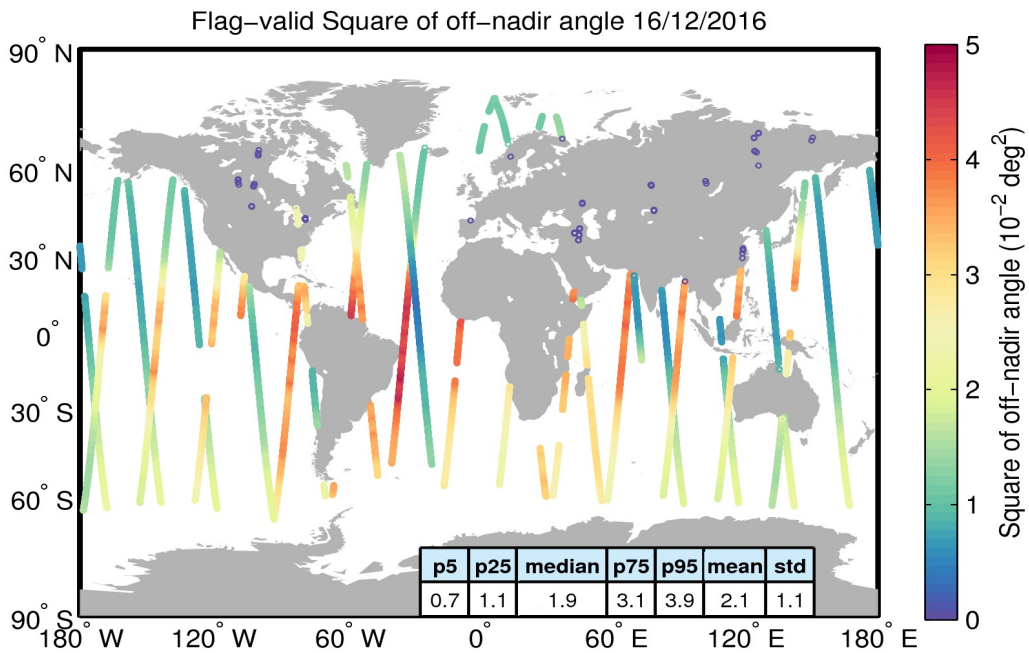 Flag−valid Square of off−nadir angle 16/12/2016
90° N
60° N
30° N
0°
30° S
60° S
90° S
180° W
120° W
60° W
0°
60° E
120° E
180° E
p5 p25 median p75 p95 mean std
0.7 1.1 1.9 3.1 3.9 2.1 1.1
5
4
3
2
1
0
Square of off−nadir angle (10⁻² deg²)